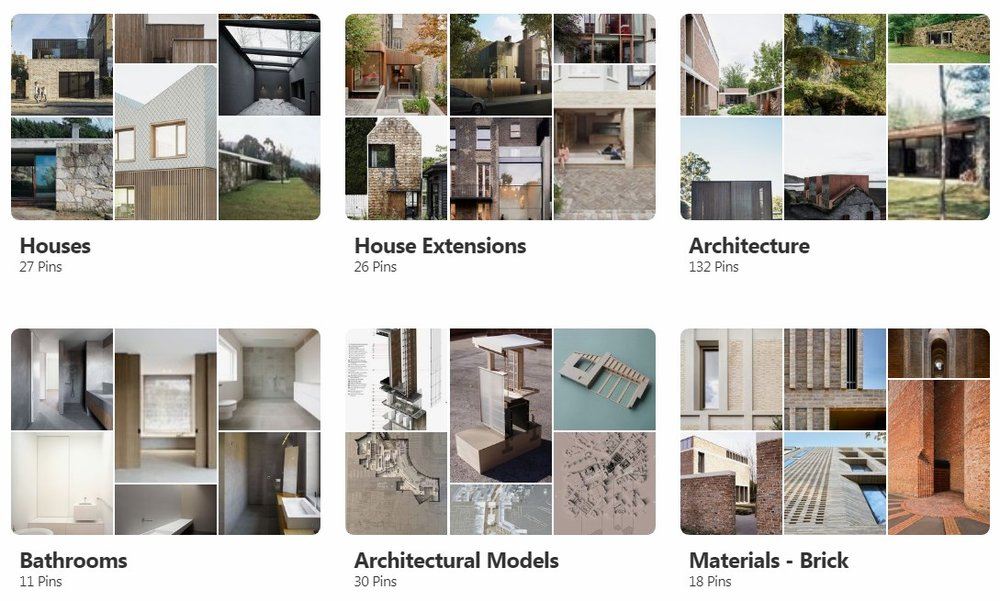 Houses
27 Pins
House Extensions
26 Pins
Architecture
132 Pins
Bathrooms
11 Pins
Architectural Models
30 Pins
Materials - Brick
18 Pins